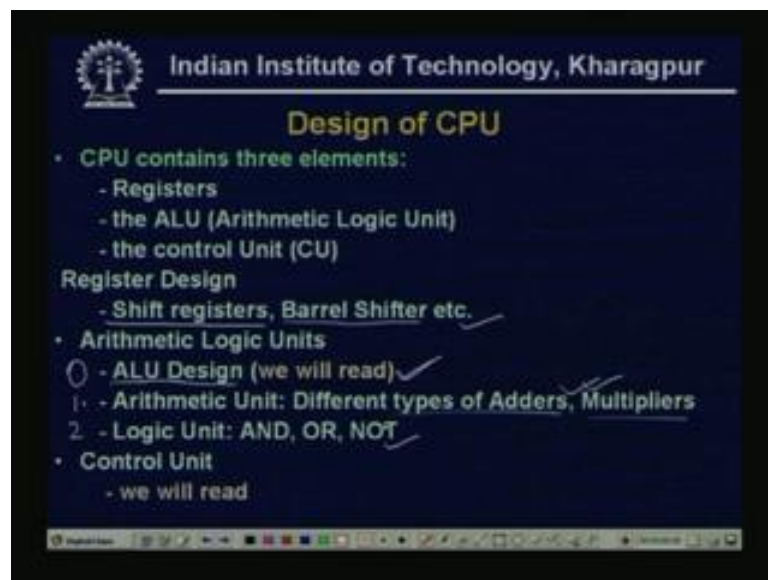 Indian Institute of Technology, Kharagpur
Design of CPU
• CPU contains three elements:
- Registers
- the ALU (Arithmetic Logic Unit)
- the control Unit (CU)
Register Design
- Shift registers, Barrel Shifter etc.
• Arithmetic Logic Units
0 - ALU Design (we will read)
1. - Arithmetic Unit: Different types of Adders, Multipliers
2 - Logic Unit: AND, OR, NOT
• Control Unit
- we will read